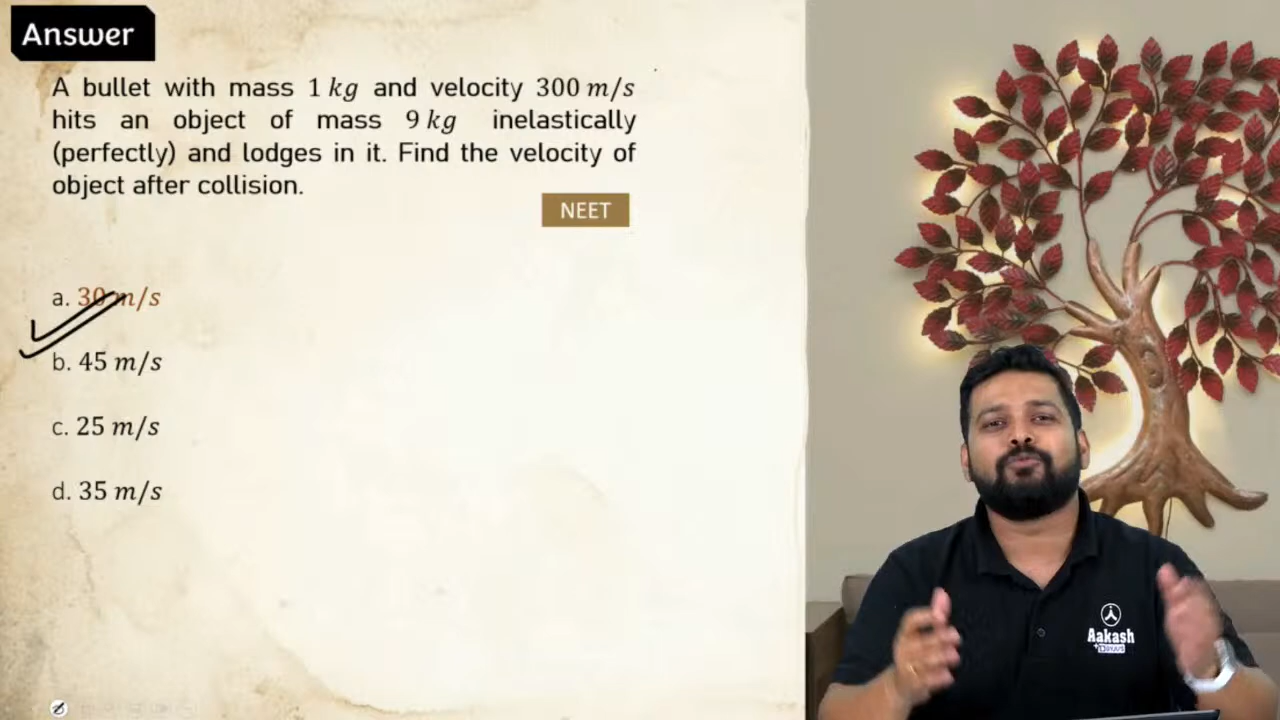 Answer
A bullet with mass 1 kg and velocity 300 m/s
hits an object of mass 9 kg inelastically
(perfectly) and lodges in it. Find the velocity of
object after collision.
NEET
a. 30 m/s
b. 45 m/s
c. 25 m/s
d. 35 m/s
Aakash
+BYJU'S